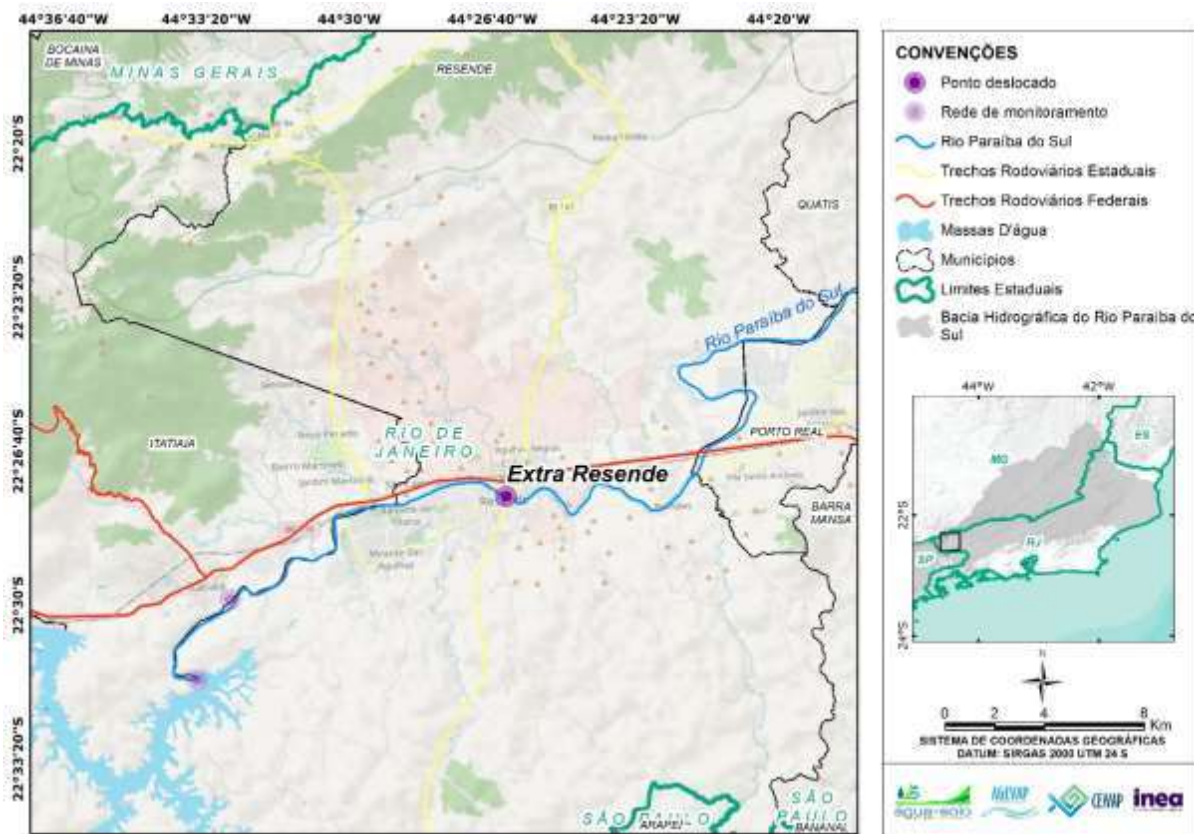 44°36'40"W 44°33'20"W 44°30'W 44°26'40"W 44°23'20"W 44°20'W
BOCAINA
DE MINAS
MINAS GERAIS
RESENDE
22°20'S
QUATIS
22°23'20"S
Rio Paraíba do Sul
22°26'40"S
ITATIAIA
RIO DE
JANEIRO
PORTO REAL
Extra Resende
BARRA
MANSA
22°30'S
22°33'20"S
SÃO PAULO
ARAPEÍ
SÃO
PAULO
BANANAL
CONVENÇÕES
Ponto deslocado
Rede de monitoramento
Rio Paraíba do Sul
Trechos Rodoviários Estaduais
Trechos Rodoviários Federais
Massas D'água
Municípios
Limites Estaduais
Bacia Hidrográfica do Rio Paraíba do
Sul
44°W 42°W
ES
MG
22°S
RJ
SP
24°S
N
0 2 4 8
Km
SISTEMA DE COORDENADAS GEOGRÁFICAS
DATUM: SIRGAS 2000 UTM 24 S
AGEVAP
CEIVAP
inea